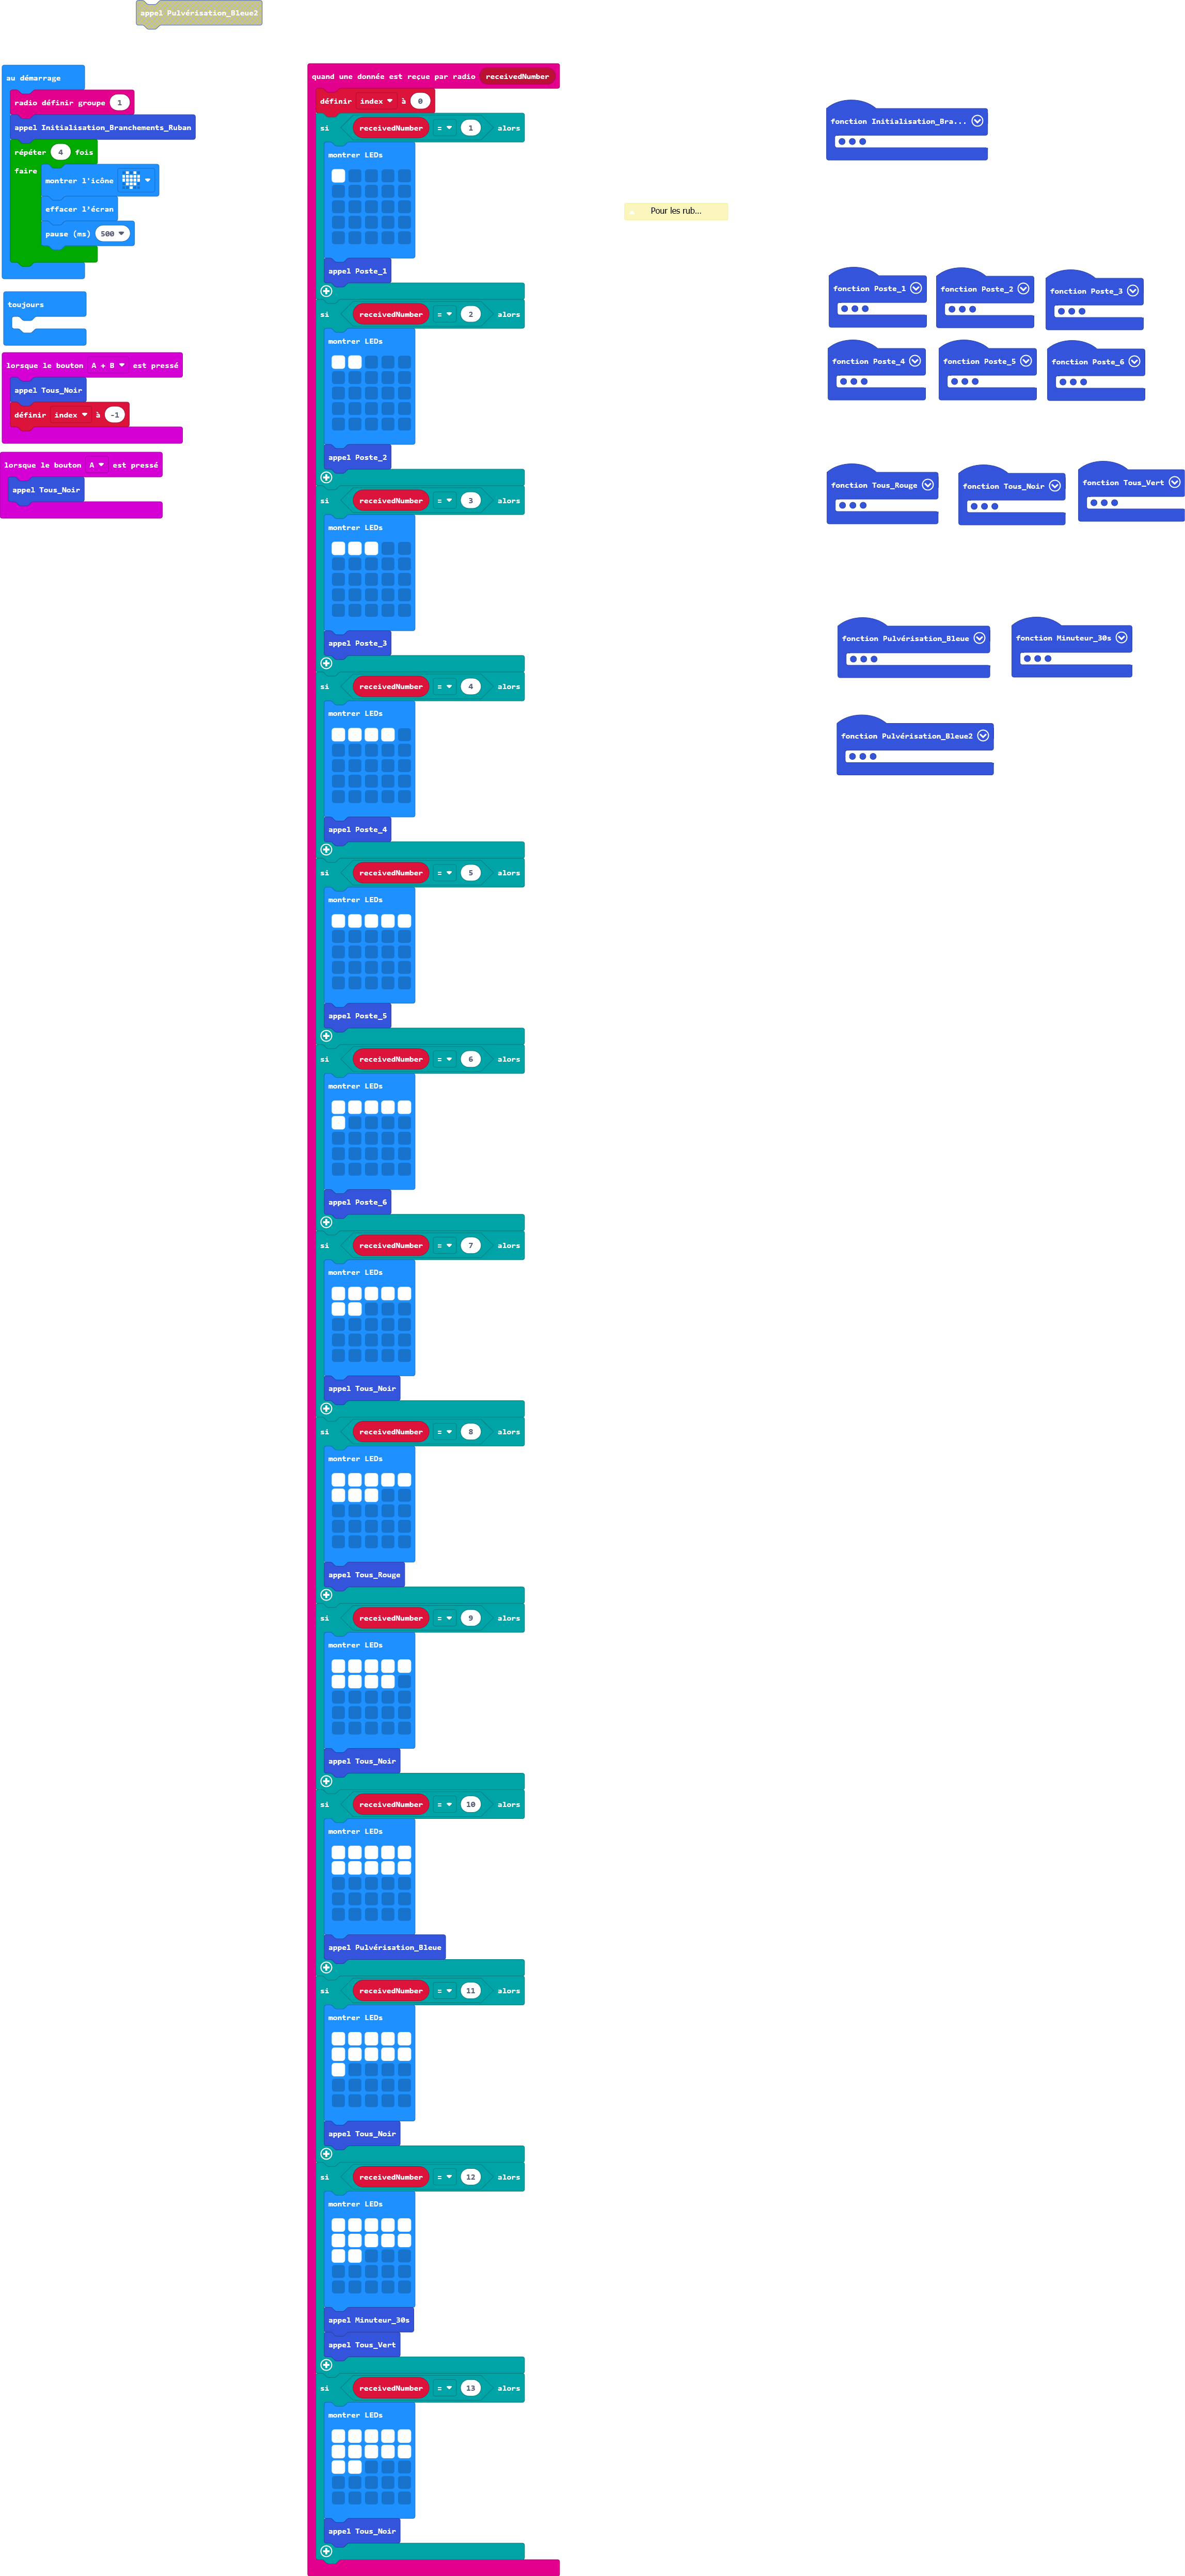 appel Pulvérisation_Bleue2
au démarrage
radio définir groupe 1
appel Initialisation_Branchements_Ruban
répéter 4 fois
faire
montrer l'icône
effacer l'écran
pause (ms) 500
toujours
lorsque le bouton A + B est pressé
appel Tous_Noir
définir index à -1
lorsque le bouton A est pressé
appel Tous_Noir
quand une donnée est reçue par radio receivedNumber
définir index à 0
si receivedNumber = 1 alors
montrer LEDs
appel Poste_1
si receivedNumber = 2 alors
montrer LEDs
appel Poste_2
si receivedNumber = 3 alors
montrer LEDs
appel Poste_3
si receivedNumber = 4 alors
montrer LEDs
appel Poste_4
si receivedNumber = 5 alors
montrer LEDs
appel Poste_5
si receivedNumber = 6 alors
montrer LEDs
appel Poste_6
si receivedNumber = 7 alors
montrer LEDs
appel Tous_Noir
si receivedNumber = 8 alors
montrer LEDs
appel Tous_Rouge
si receivedNumber = 9 alors
montrer LEDs
appel Tous_Noir
si receivedNumber = 10 alors
montrer LEDs
appel Pulvérisation_Bleue
si receivedNumber = 11 alors
montrer LEDs
appel Tous_Noir
si receivedNumber = 12 alors
montrer LEDs
appel Minuteur_30s
appel Tous_Vert
si receivedNumber = 13 alors
montrer LEDs
appel Tous_Noir
Pour les rub...
fonction Initialisation_Bra...
fonction Poste_1
fonction Poste_2
fonction Poste_3
fonction Poste_4
fonction Poste_5
fonction Poste_6
fonction Tous_Rouge
fonction Tous_Noir
fonction Tous_Vert
fonction Pulvérisation_Bleue
fonction Minuteur_30s
fonction Pulvérisation_Bleue2